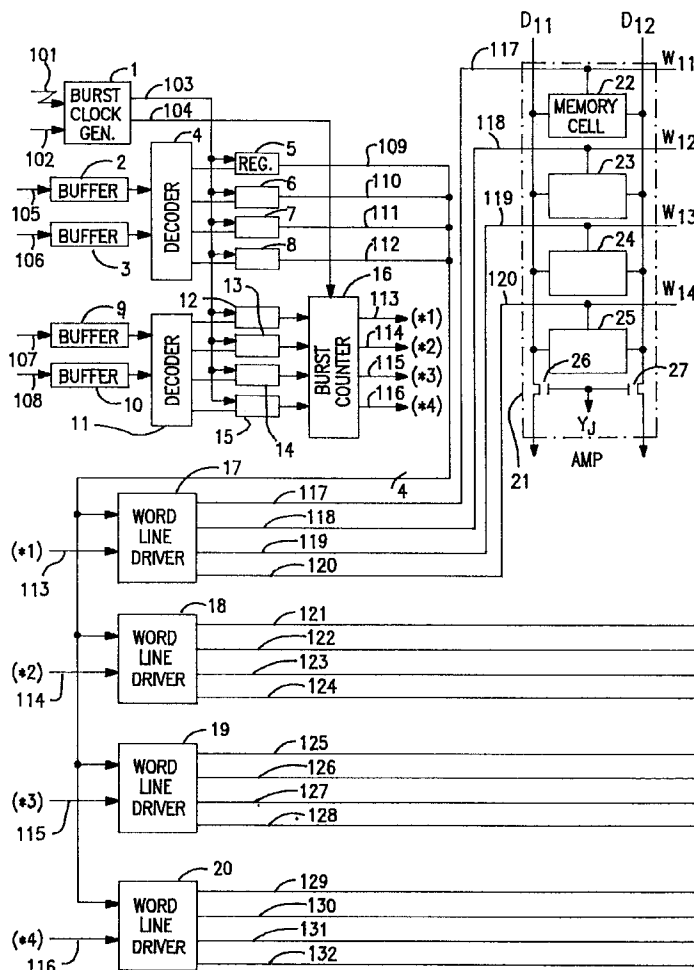 D11 D12
101 1 103 104
BURST
CLOCK
GEN.
102
4 5
REG. 109
2
BUFFER
105
6 110
7 111
106 BUFFER
3
DECODER
8 112
117 W11
22
MEMORY
CELL
118 W12
23
119 W13
24
120 W14
25
26 27
21 YJ
AMP
9
BUFFER
107
108 BUFFER
10
DECODER
11
12 13
14
15
16
BURST
COUNTER
113 (*1)
114 (*2)
115 (*3)
116 (*4)
4
17
WORD
LINE
DRIVER
(*1)
113
117
118
119
120
18
WORD
LINE
DRIVER
(*2)
114
121
122
123
124
19
WORD
LINE
DRIVER
(*3)
115
125
126
127
128
20
WORD
LINE
DRIVER
(*4)
116
129
130
131
132